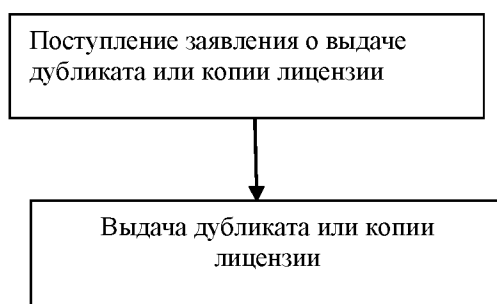 Поступление заявления о выдаче
дубликата или копии лицензии
Выдача дубликата или копии
лицензии